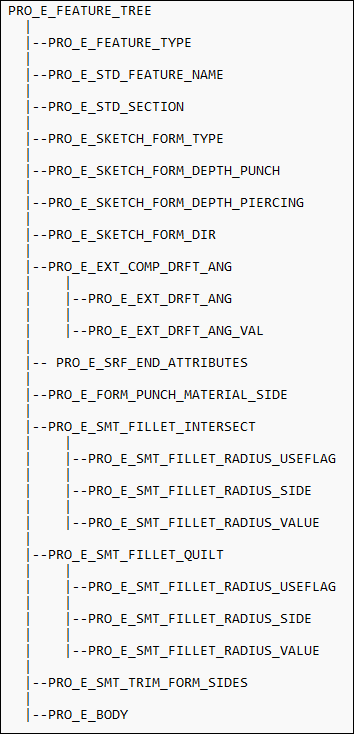 PRO_E_FEATURE_TREE
|--PRO_E_FEATURE_TYPE
|--PRO_E_STD_FEATURE_NAME
|--PRO_E_STD_SECTION
|--PRO_E_SKETCH_FORM_TYPE
|--PRO_E_SKETCH_FORM_DEPTH_PUNCH
|--PRO_E_SKETCH_FORM_DEPTH_PIERCING
|--PRO_E_SKETCH_FORM_DIR
|--PRO_E_EXT_COMP_DRFT_ANG
| |--PRO_E_EXT_DRFT_ANG
| |--PRO_E_EXT_DRFT_ANG_VAL
|-- PRO_E_SRF_END_ATTRIBUTES
|--PRO_E_FORM_PUNCH_MATERIAL_SIDE
|--PRO_E_SMT_FILLET_INTERSECT
| |--PRO_E_SMT_FILLET_RADIUS_USEFLAG
| |--PRO_E_SMT_FILLET_RADIUS_SIDE
| |--PRO_E_SMT_FILLET_RADIUS_VALUE
|--PRO_E_SMT_FILLET_QUILT
| |--PRO_E_SMT_FILLET_RADIUS_USEFLAG
| |--PRO_E_SMT_FILLET_RADIUS_SIDE
| |--PRO_E_SMT_FILLET_RADIUS_VALUE
|--PRO_E_SMT_TRIM_FORM_SIDES
|--PRO_E_BODY